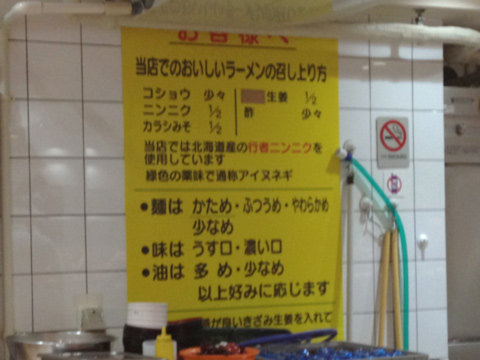 お客様へ
当店でのおいしいラーメンの召し上り方
コショウ 少々
ニンニク ½
カラシみそ ½
生姜 ½
酢 少々
当店では北海道産の行者ニンニクを
使用しています
緑色の薬味で通称アイヌネギ
●麺は かため・ふつうめ・やわらかめ
少なめ
●味は うす口・濃い口
●油は 多め・少なめ
以上好みに応じます
が良いきざみ生姜を入れて